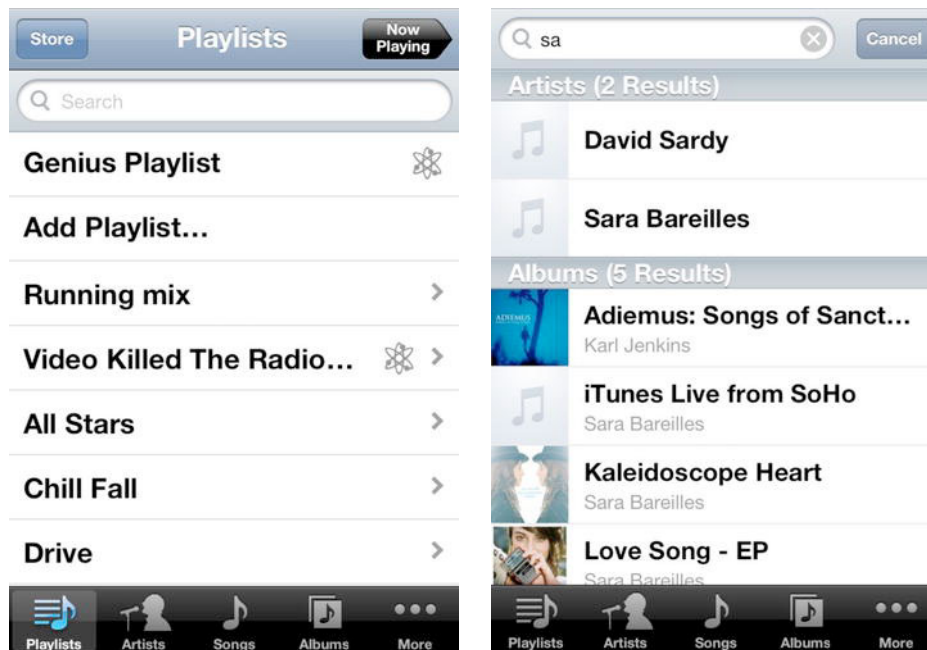 Store
Playlists
Now
Playing
Search
Genius Playlist
Add Playlist...
Running mix
Video Killed The Radio...
All Stars
Chill Fall
Drive
Playlists
Artists
Songs
Albums
More
sa
Cancel
Artists (2 Results)
David Sardy
Sara Bareilles
Albums (5 Results)
ADIEMUS
Adiemus: Songs of Sanct...
Karl Jenkins
iTunes Live from SoHo
Sara Bareilles
Kaleidoscope Heart
Sara Bareilles
Love Song - EP
Sara Bareilles
Playlists
Artists
Songs
Albums
More